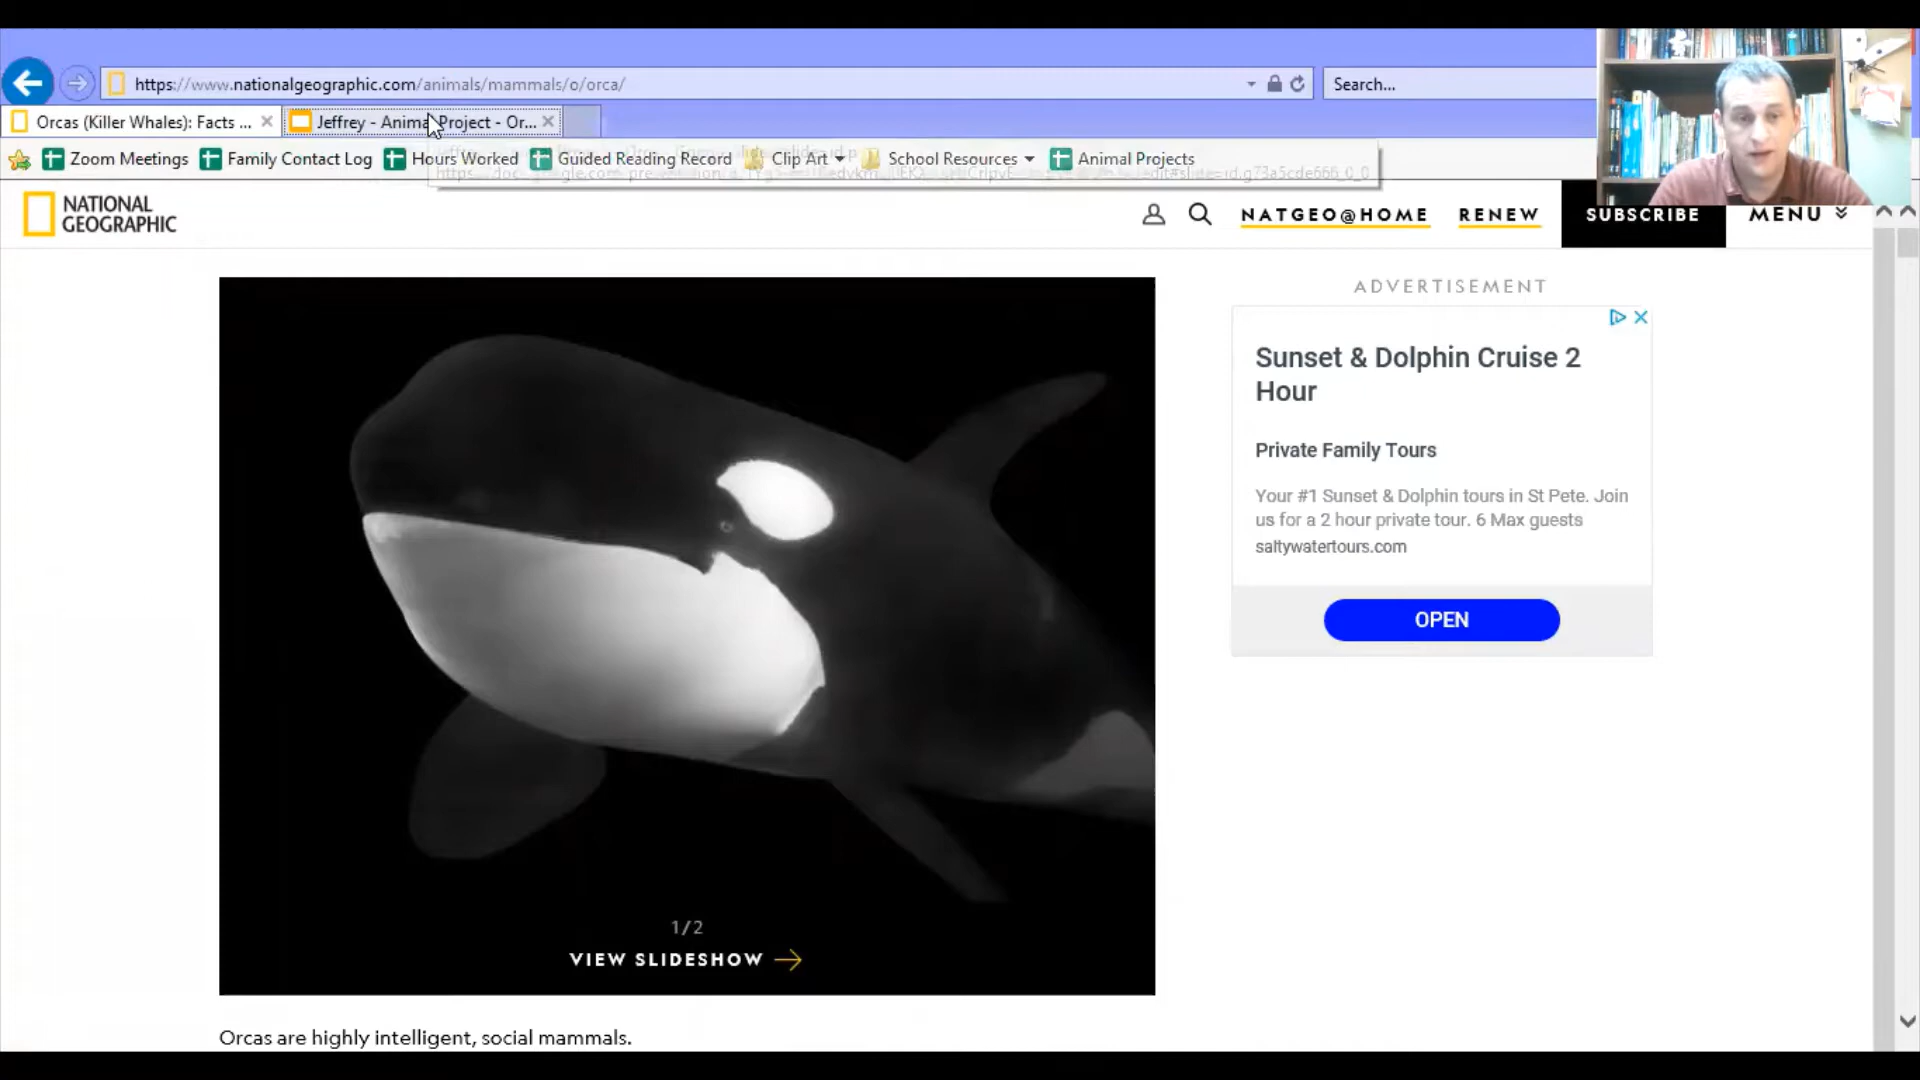 https://www.nationalgeographic.com/animals/mammals/o/orca/
Search...
Orcas (Killer Whales): Facts ...
Jeffrey - Animal Project - Or...
Zoom Meetings
Family Contact Log
Hours Worked
Guided Reading Record
Clip Art
School Resources
Animal Projects
NATIONAL
GEOGRAPHIC
NATGEO@HOME
RENEW
SUBSCRIBE
MENU
ADVERTISEMENT
Sunset & Dolphin Cruise 2
Hour
Private Family Tours
Your #1 Sunset & Dolphin tours in St Pete. Join
us for a 2 hour private tour. 6 Max guests
saltywatertours.com
OPEN
1/2
VIEW SLIDESHOW
Orcas are highly intelligent, social mammals.